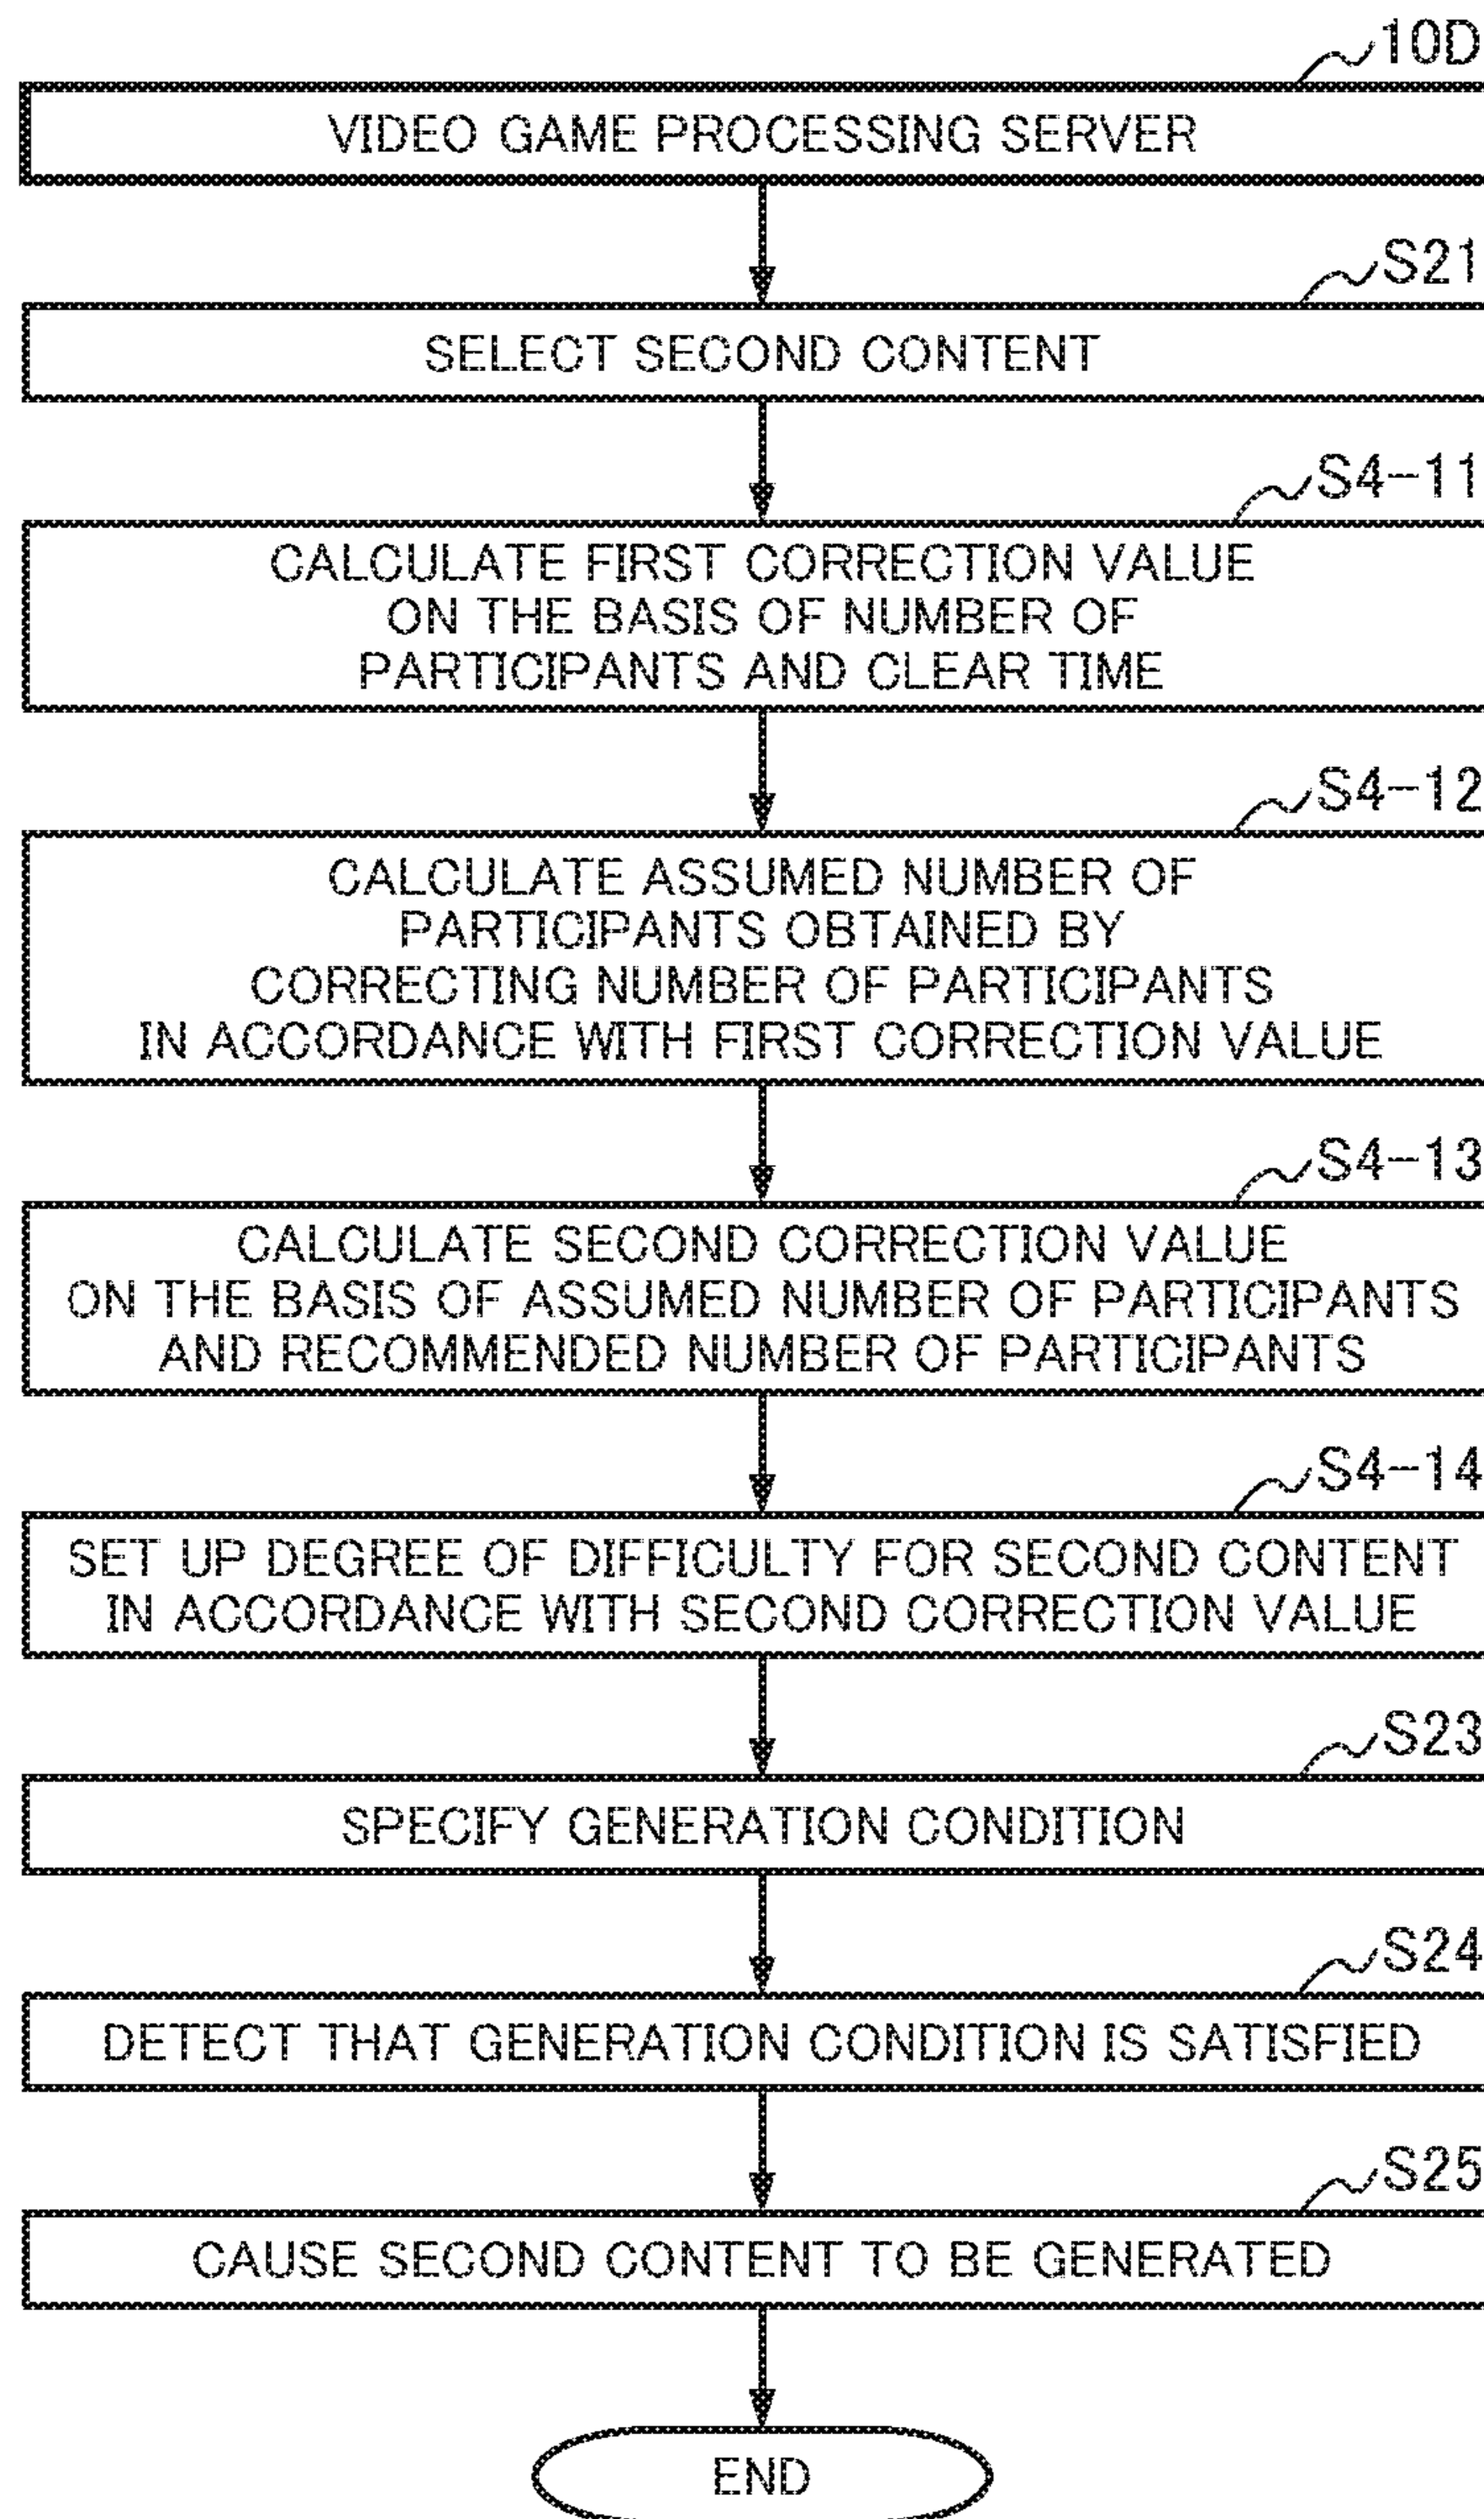 10D
VIDEO GAME PROCESSING SERVER
S21
SELECT SECOND CONTENT
S4-11
CALCULATE FIRST CORRECTION VALUE
ON THE BASIS OF NUMBER OF
PARTICIPANTS AND CLEAR TIME
S4-12
CALCULATE ASSUMED NUMBER OF
PARTICIPANTS OBTAINED BY
CORRECTING NUMBER OF PARTICIPANTS
IN ACCORDANCE WITH FIRST CORRECTION VALUE
S4-13
CALCULATE SECOND CORRECTION VALUE
ON THE BASIS OF ASSUMED NUMBER OF PARTICIPANTS
AND RECOMMENDED NUMBER OF PARTICIPANTS
S4-14
SET UP DEGREE OF DIFFICULTY FOR SECOND CONTENT
IN ACCORDANCE WITH SECOND CORRECTION VALUE
S23
SPECIFY GENERATION CONDITION
S24
DETECT THAT GENERATION CONDITION IS SATISFIED
S25
CAUSE SECOND CONTENT TO BE GENERATED
END